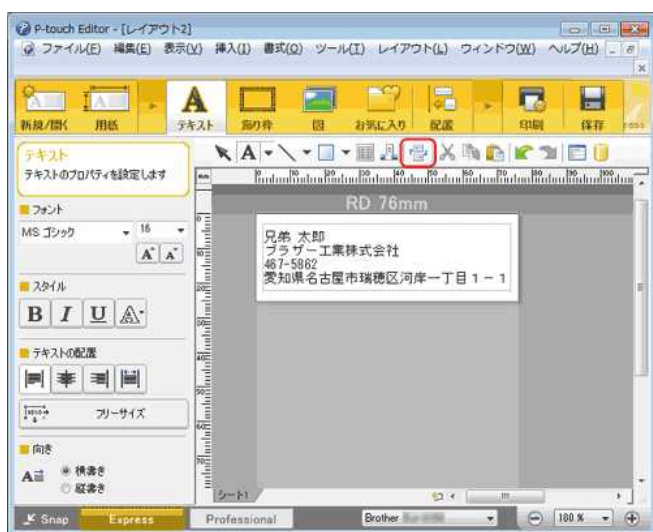 P-touch Editor - [レイアウト2]
ファイル(F) 編集(E) 表示(V) 挿入(I) 書式(O) ツール(T) レイアウト(L) ウィンドウ(W) ヘルプ(H)
新規/開く 用紙 テキスト 飾り枠 図 お気に入り 配置 印刷 保存
テキスト
テキストのプロパティを設定します
フォント
MS ゴシック 16
A A
スタイル
B I U A
テキストの配置
フリーサイズ
向き
横書き
縦書き
mm
RD 76mm
兄弟 太郎
ブラザー工業株式会社
467-5862
愛知県名古屋市瑞穂区河岸一丁目1-1
シート1
Snap Express Professional Brother 100 %